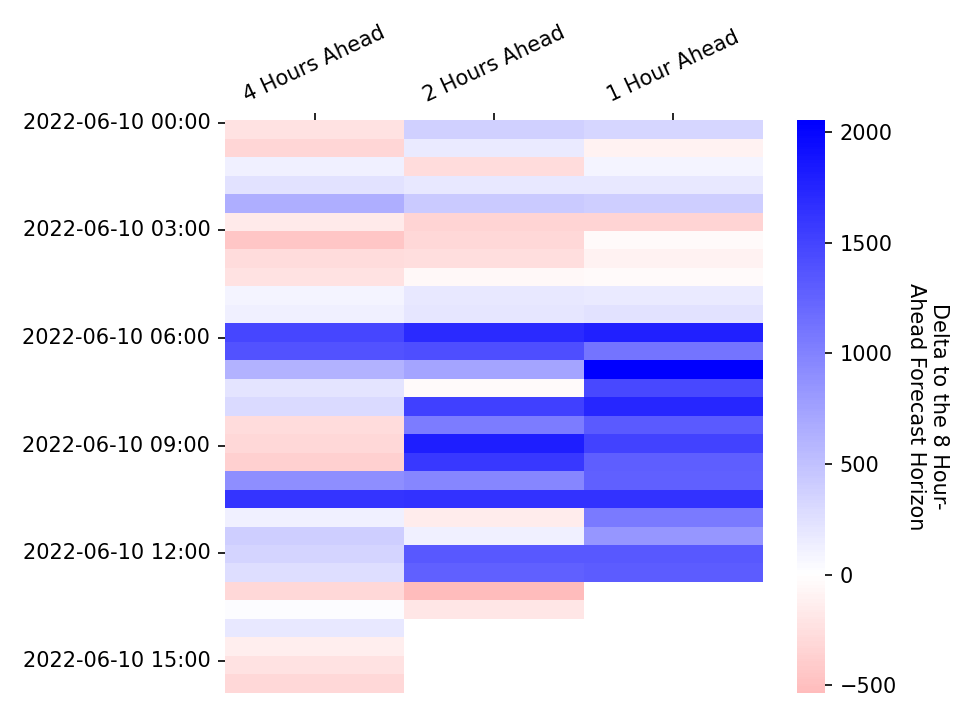 4 Hours Ahead
2 Hours Ahead
1 Hour Ahead
2022-06-10 00:00
2022-06-10 03:00
2022-06-10 06:00
2022-06-10 09:00
2022-06-10 12:00
2022-06-10 15:00
2000
1500
1000
500
0
−500
Delta to the 8 Hour-
Ahead Forecast Horizon